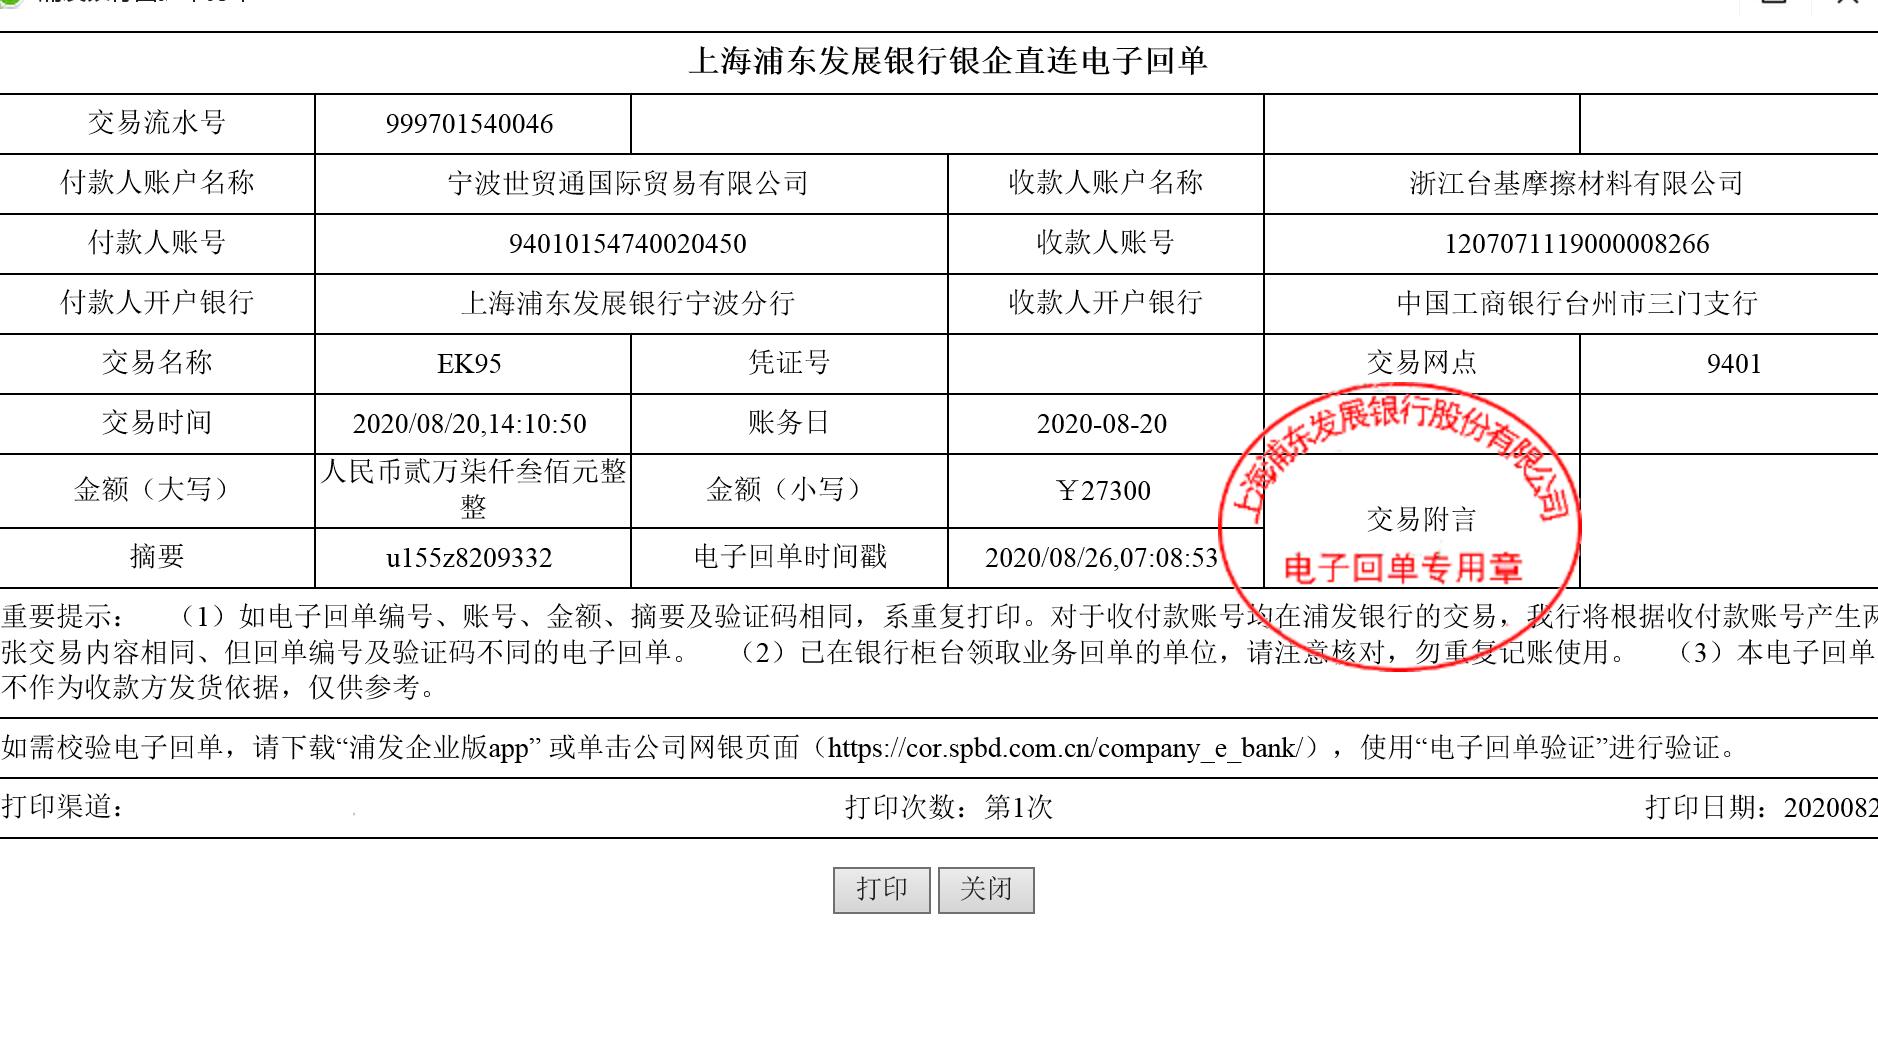 上海浦东发展银行银企直连电子回单
交易流水号 999701540046
付款人账户名称 宁波世贸通国际贸易有限公司 收款人账户名称 浙江台基摩擦材料有限公司
付款人账号 94010154740020450 收款人账号 1207071119000008266
付款人开户银行 上海浦东发展银行宁波分行 收款人开户银行 中国工商银行台州市三门支行
交易名称 EK95 凭证号 交易网点 9401
交易时间 2020/08/20,14:10:50 账务日 2020-08-20
上海浦东发展银行股份有限公司
金额（大写） 人民币贰万柒仟叁佰元整
整
金额（小写） ￥27300
交易附言
摘要 u155z8209332 电子回单时间戳 2020/08/26,07:08:53
电子回单专用章
重要提示： （1）如电子回单编号、账号、金额、摘要及验证码相同，系重复打印。对于收付款账号均在浦发银行的交易，我行将根据收付款账号产生两
张交易内容相同、但回单编号及验证码不同的电子回单。 （2）已在银行柜台领取业务回单的单位，请注意核对，勿重复记账使用。 （3）本电子回单
不作为收款方发货依据，仅供参考。
如需校验电子回单，请下载“浦发企业版app” 或单击公司网银页面（https://cor.spbd.com.cn/company_e_bank/），使用“电子回单验证”进行验证。
打印渠道： 打印次数：第1次 打印日期：2020082
打印 关闭